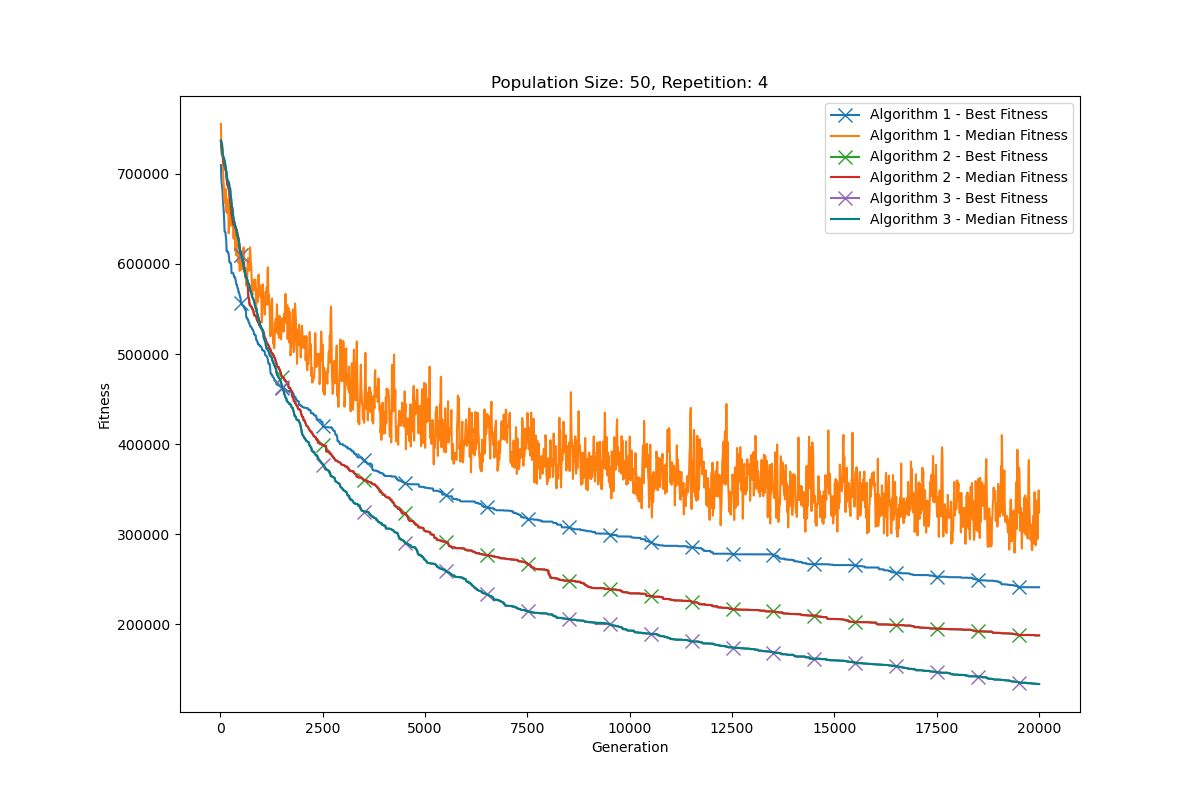 Population Size: 50, Repetition: 4
Algorithm 1 - Best Fitness
Algorithm 1 - Median Fitness
Algorithm 2 - Best Fitness
Algorithm 2 - Median Fitness
Algorithm 3 - Best Fitness
Algorithm 3 - Median Fitness
700000
600000
500000
400000
300000
200000
Fitness
0 2500 5000 7500 10000 12500 15000 17500 20000
Generation